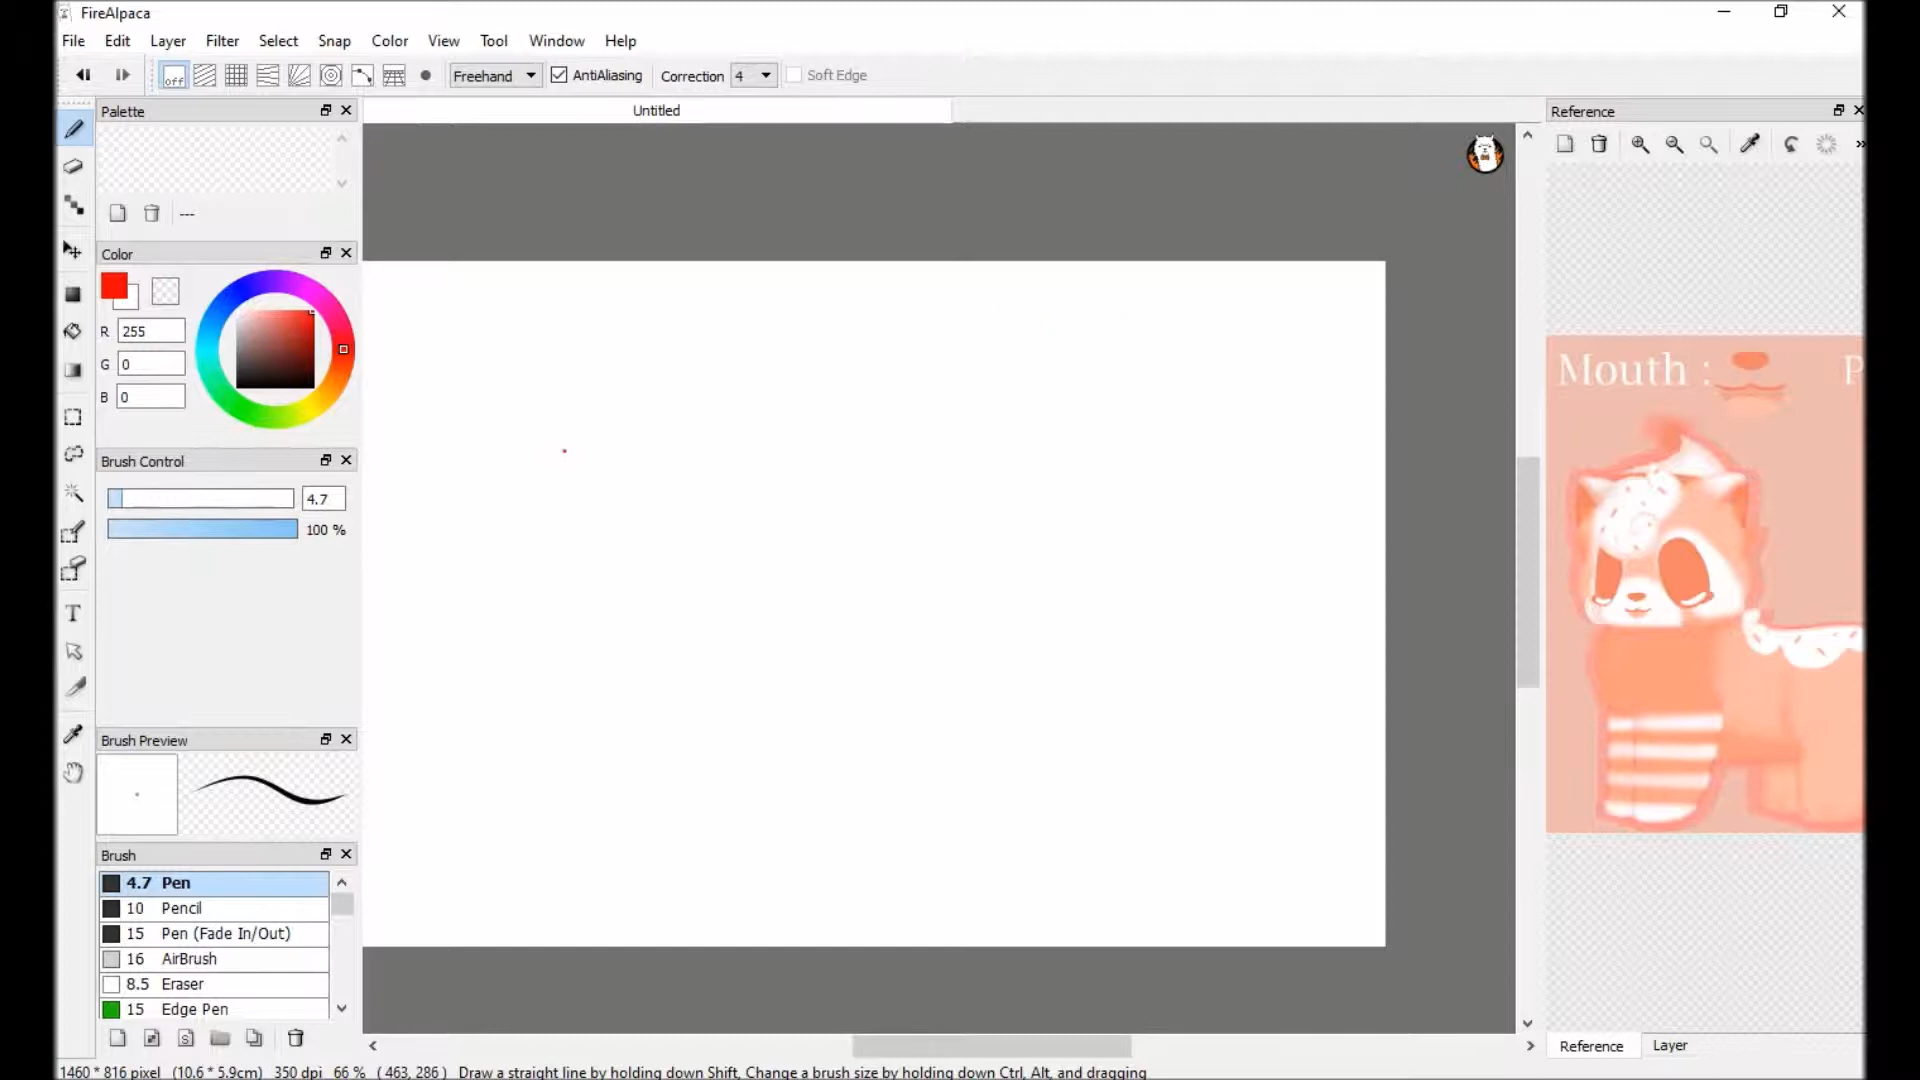 FireAlpaca
File Edit Layer Filter Select Snap Color View Tool Window Help
off Freehand AntiAliasing Correction 4 Soft Edge
Palette
Untitled
Reference
---
Color
R 255
G 0
B 0
Mouth : P
Brush Control
4.7
100 %
T
Brush Preview
Brush
4.7 Pen
10 Pencil
15 Pen (Fade In/Out)
16 AirBrush
8.5 Eraser
15 Edge Pen
S
Reference Layer
1460 * 816 pixel (10.6 * 5.9cm) 350 dpi 66 % ( 463, 286 ) Draw a straight line by holding down Shift, Change a brush size by holding down Ctrl, Alt, and dragging